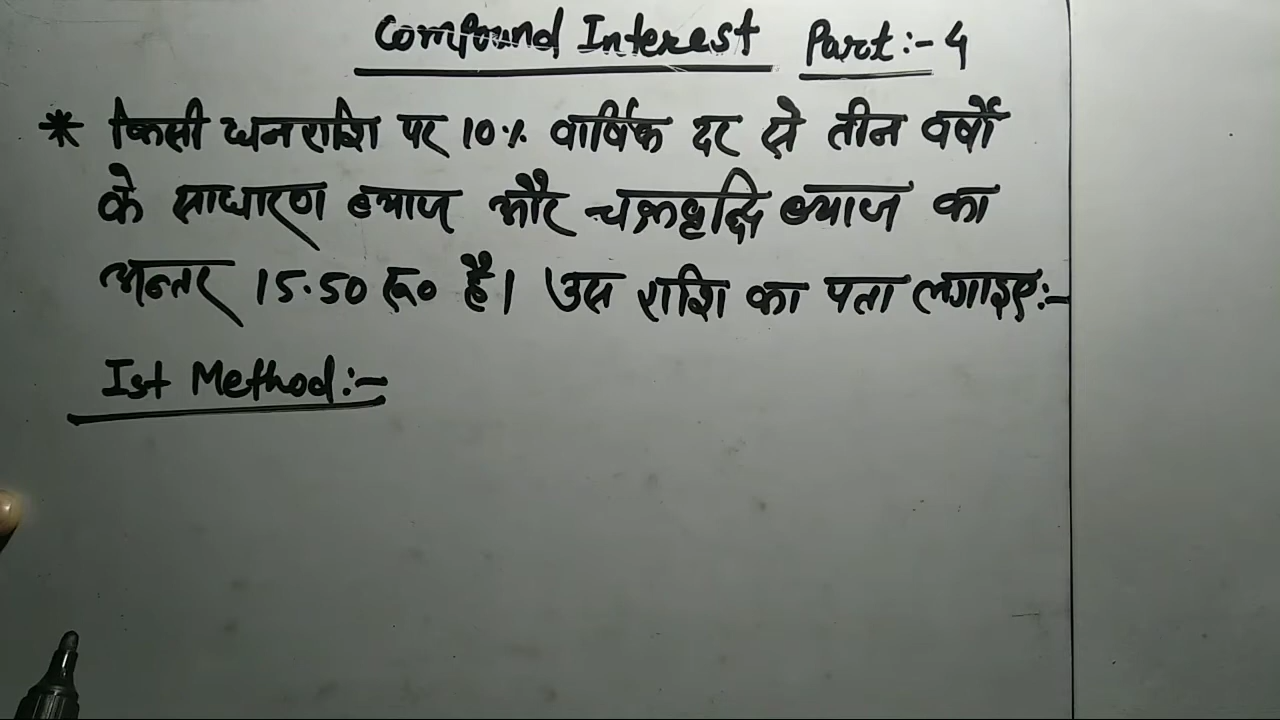 Compound Interest Part:- 4
* किसी धनराशि पर 10% वार्षिक दर से तीन वर्षो
के साधारण ब्याज और चक्रवृद्धि ब्याज का
अन्तर 15.50 रू० है। उस राशि का पता लगाइए:-
Ist Method:-